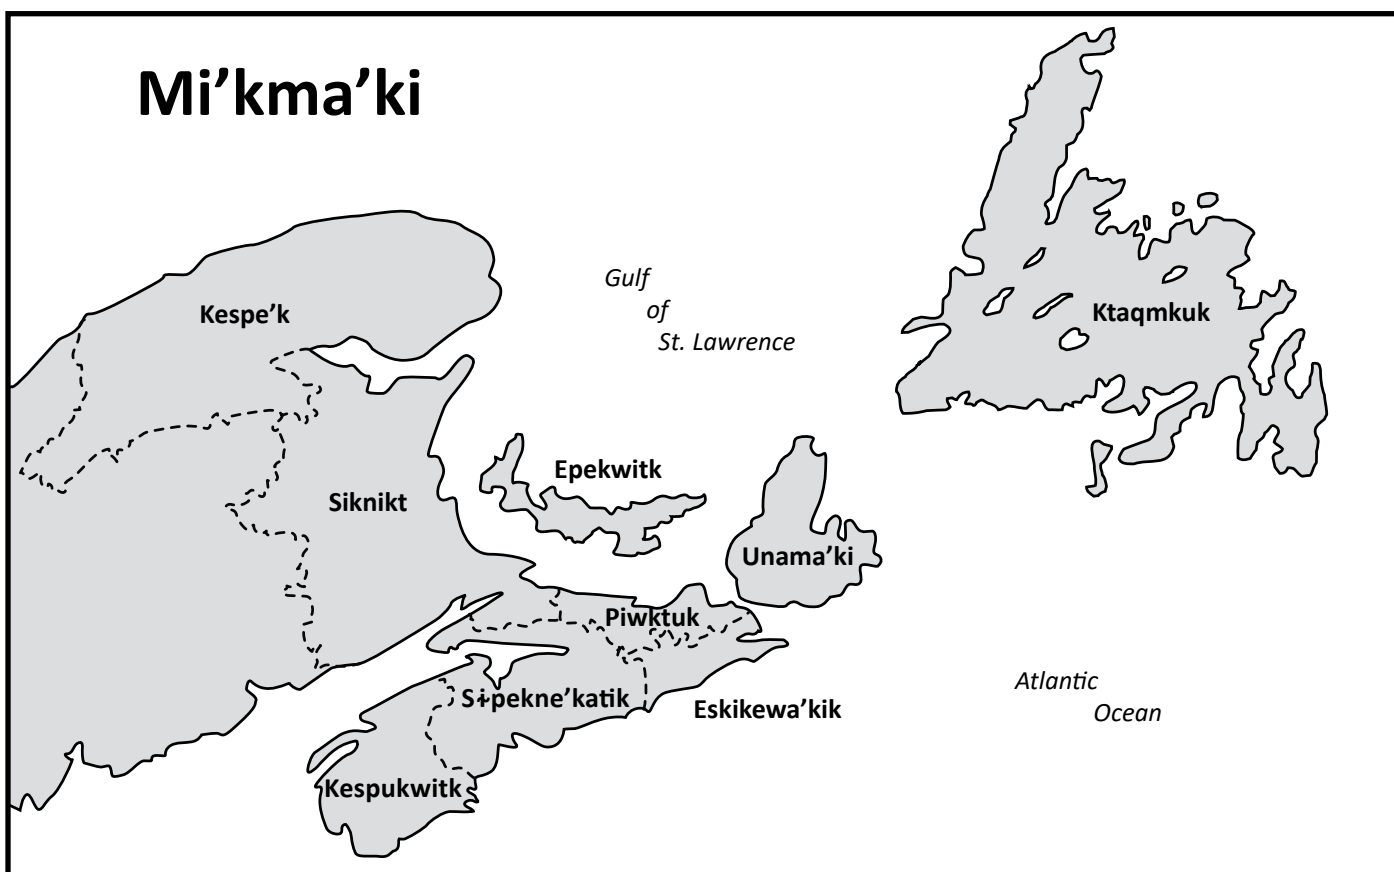 Mi’kma’ki
Kespe’k
Gulf
of
St. Lawrence
Ktaqmkuk
Epekwitk
Siknikt
Unama’ki
Piwktuk
Sɨpekne’katik
Eskikewa’kik
Atlantic
Ocean
Kespukwitk